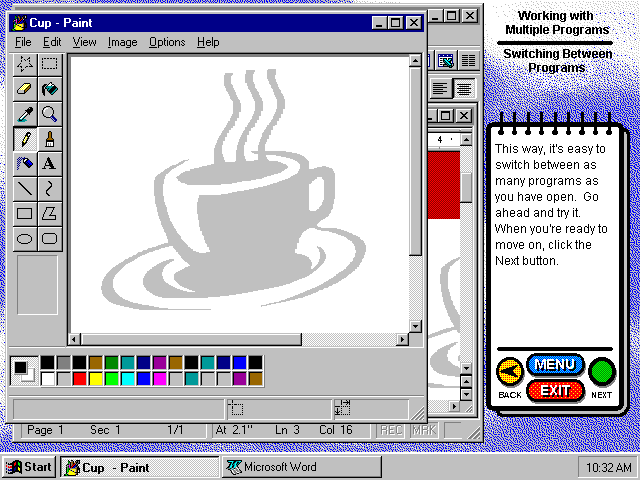 Cup - Paint
File Edit View Image Options Help
A
4
Page 1 Sec 1 1/1 At 2.1" Ln 3 Col 16 REC MRK
Working with
Multiple Programs
Switching Between
Programs
This way, it's easy to
switch between as
many programs as
you have open. Go
ahead and try it.
When you're ready to
move on, click the
Next button.
MENU
EXIT
BACK
NEXT
Start Cup - Paint Microsoft Word 10:32 AM